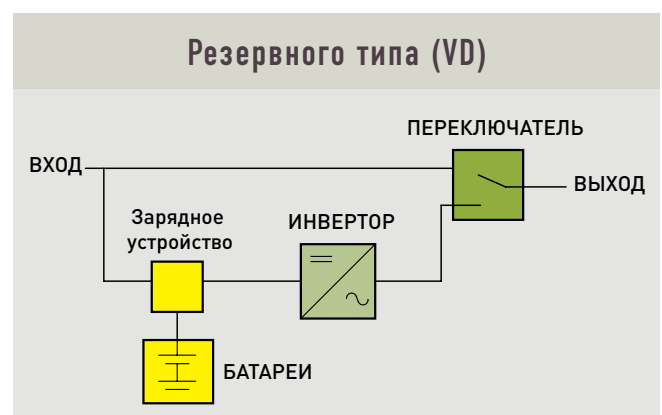 Резервного типа (VD)
ПЕРЕКЛЮЧАТЕЛЬ
ВХОД
ВЫХОД
Зарядное
устройство
ИНВЕРТОР
БАТАРЕИ